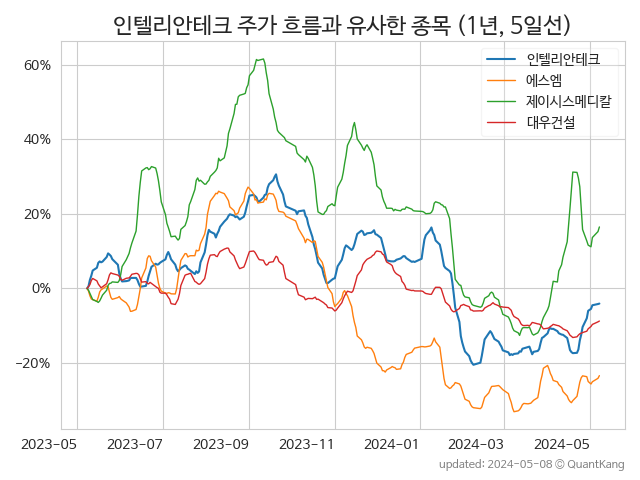 인텔리안테크 주가 흐름과 유사한 종목 (1년, 5일선)
60%
40%
20%
0%
−20%
인텔리안테크
에스엠
제이시스메디칼
대우건설
2023-05 2023-07 2023-09 2023-11 2024-01 2024-03 2024-05
updated: 2024-05-08 © QuantKang